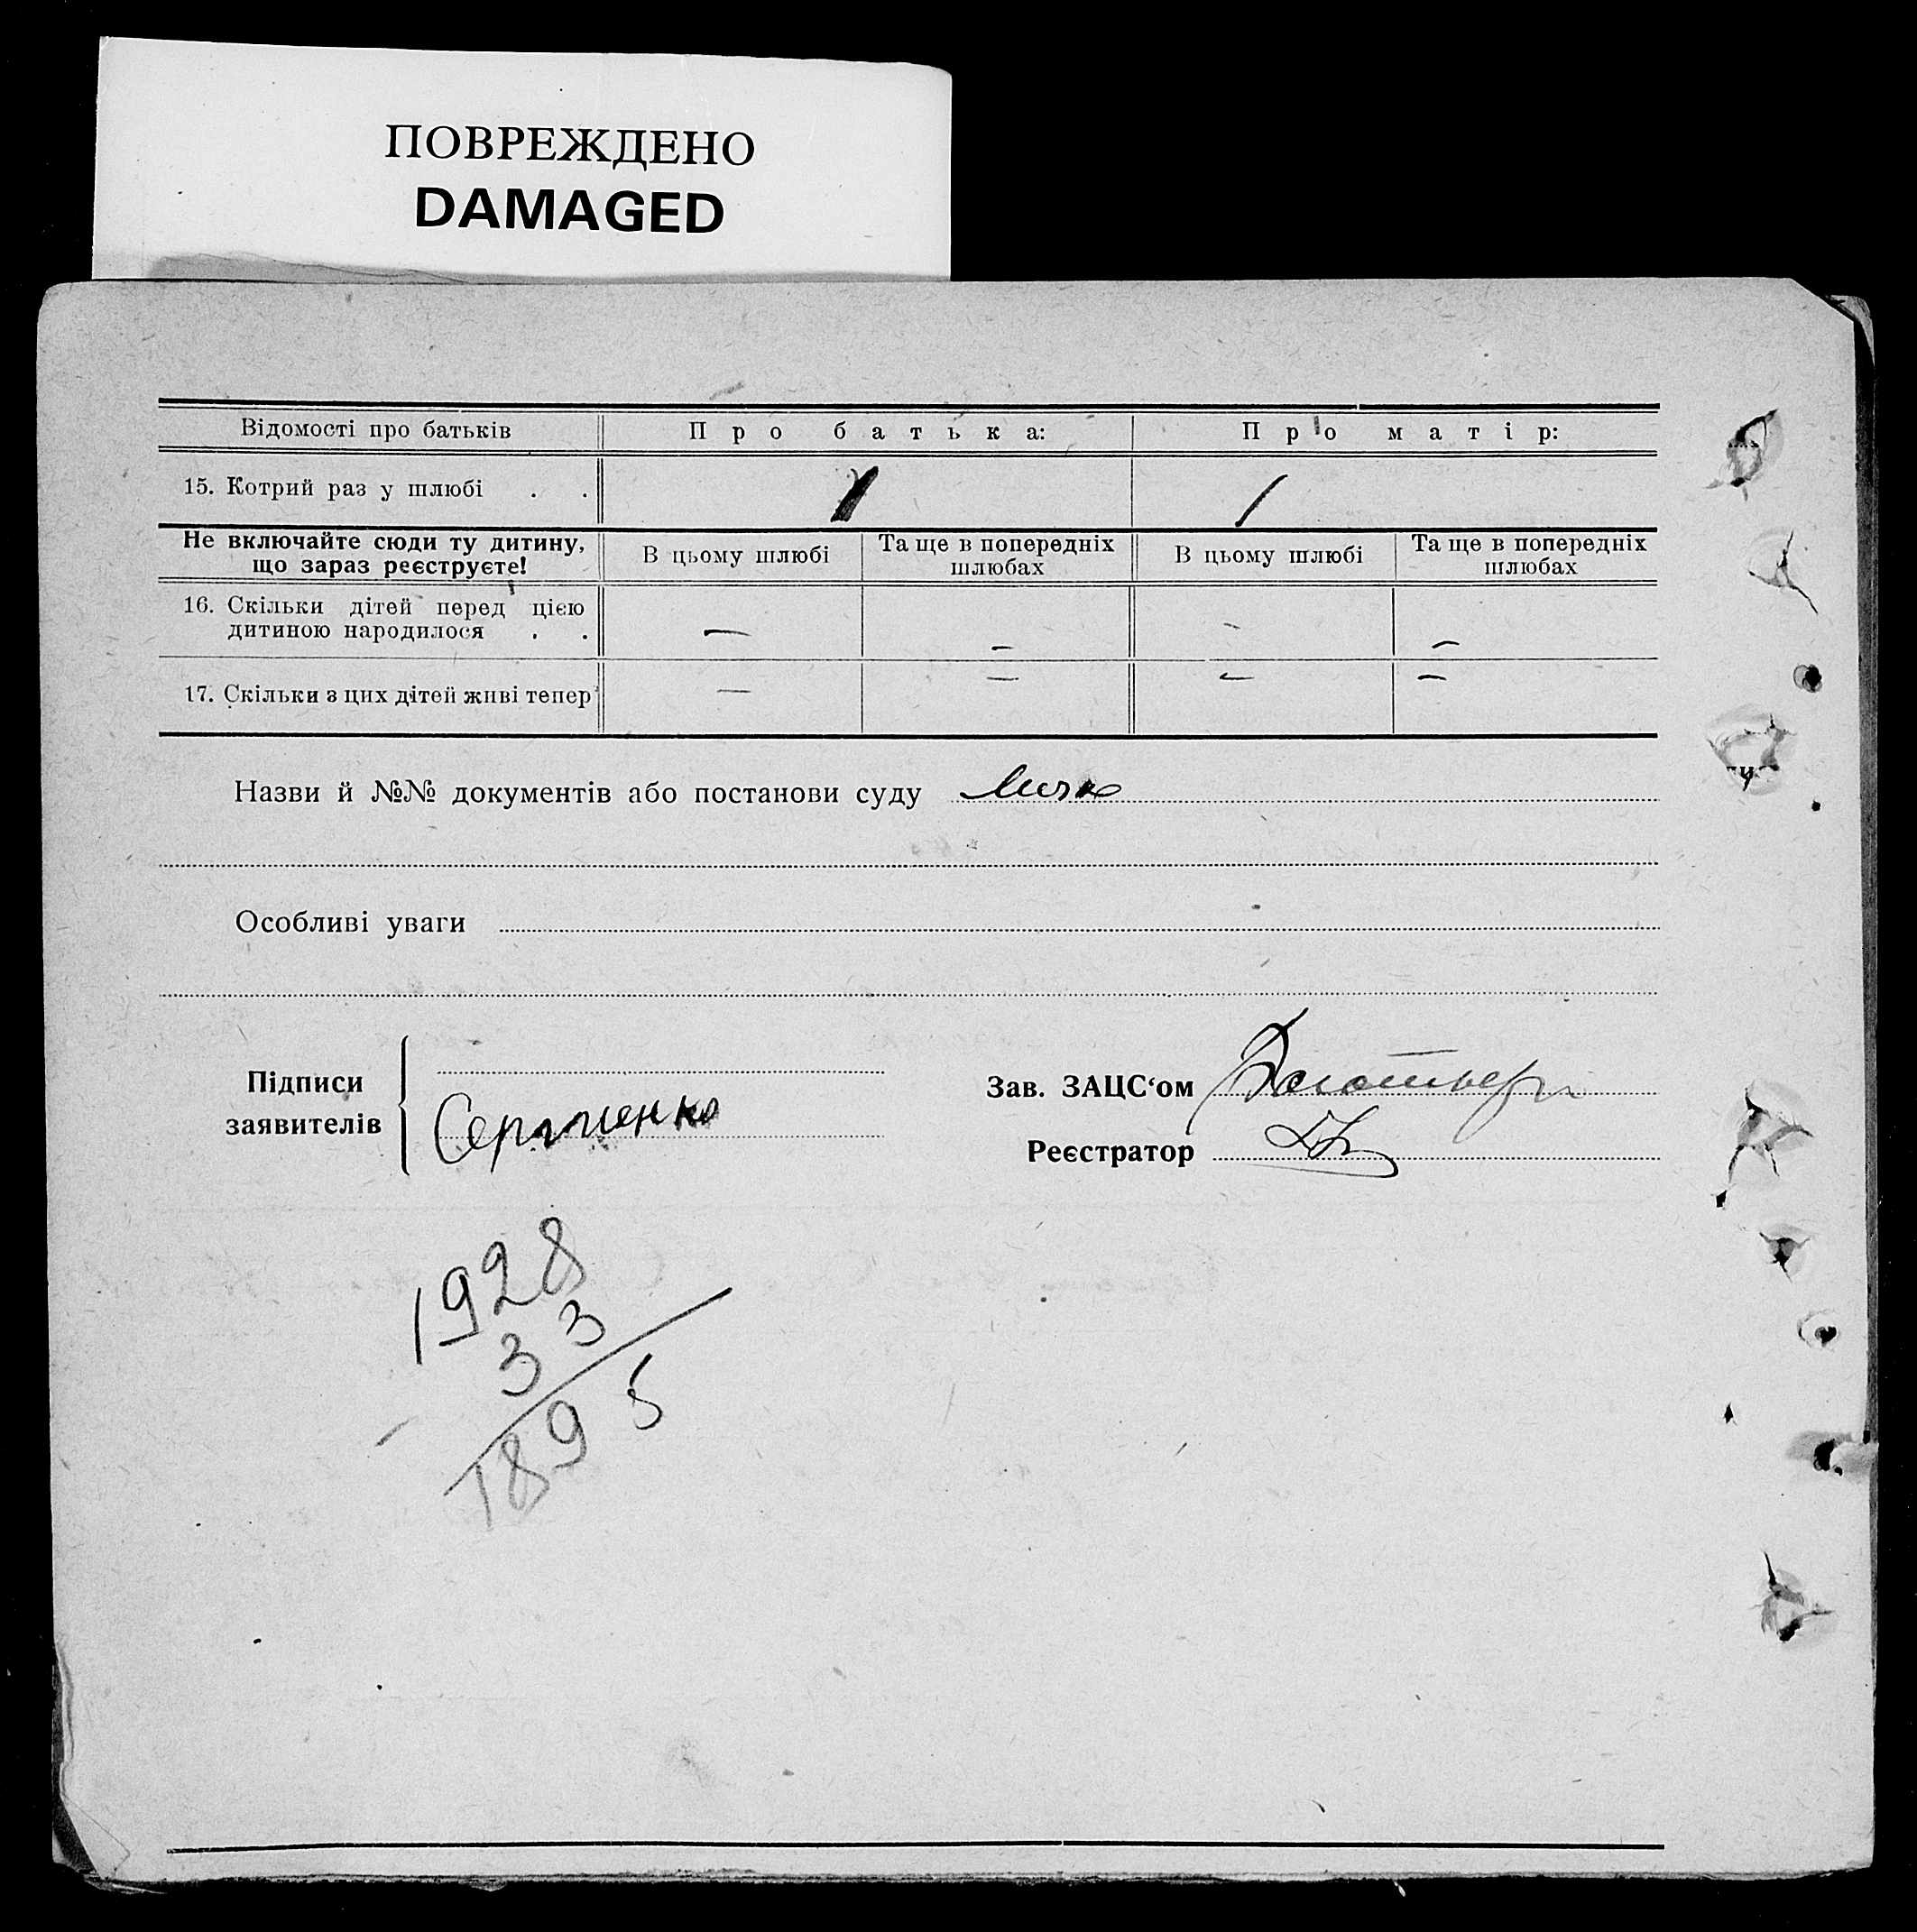 ПОВРЕЖДЕНО
DAMAGED
Відомості про батьків Про батька: Про матір:
15. Котрий раз у шлюбі . . 1 1
Не включайте сюди ту дитину, що зараз реєструєте! В цьому шлюбі Та ще в попередніх шлюбах В цьому шлюбі Та ще в попередніх шлюбах
16. Скільки дітей перед цією
дитиною народилося . . — — — —
17. Скільки з цих дітей живі тепер — — — —
Назви й №№ документів або постанови суду
Особливі уваги
Підписи
заявителів
Сергиенко
Зав. ЗАЦС‘ом
Реєстратор
1928
33
1895